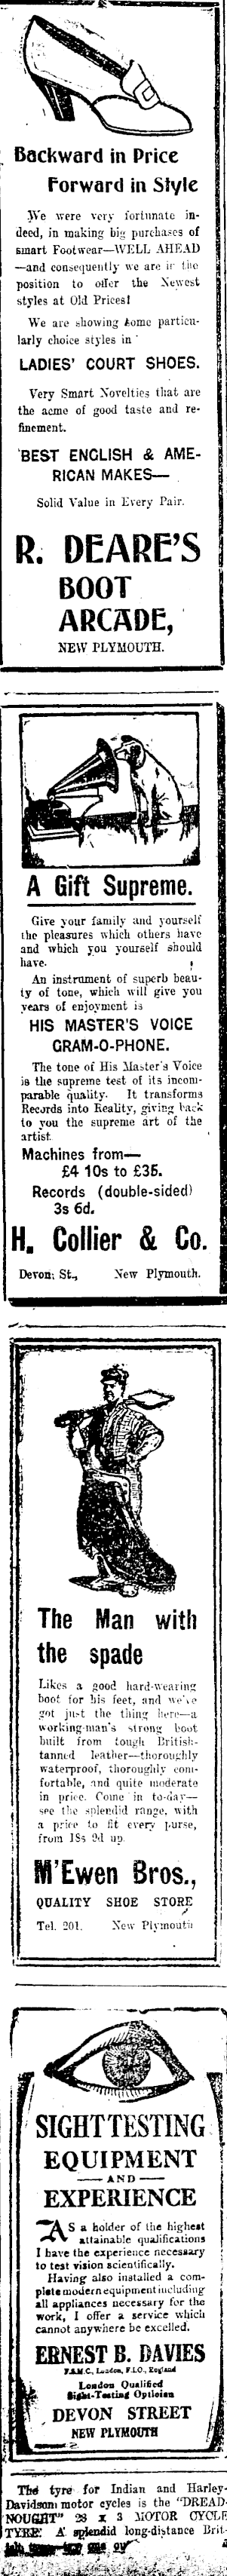 Backward in Price
Forward in Style
We were very fortunate in-
deed, in making big purchases of
smart Footwear—WELL AHEAD
—and consequently we are in the
position to offer the Newest
styles at Old Prices!
We are showing some particu-
larly choice styles in
LADIES' COURT SHOES.
Very Smart Novelties that are
the acme of good taste and re-
finement.
'BEST ENGLISH & AME-
RICAN MAKES—
Solid Value in Every Pair.
R. DEARE'S
BOOT
ARCADE,
NEW PLYMOUTH.
A Gift Supreme.
Give your family and yourself
the pleasures which others have
and which you yourself should
have.
An instrument of superb beau-
ty of tone, which will give you
years of enjoyment is
HIS MASTER'S VOICE
GRAM-O-PHONE.
The tone of His Master's Voice
is the supreme test of its incom-
parable quality. It transforms
Records into Reality, giving back
to you the supreme art of the
artist.
Machines from—
£4 10s to £35.
Records (double-sided)
3s 6d.
H. Collier & Co.
Devon St., New Plymouth.
The Man with
the spade
Likes a good hard-wearing
boot for his feet, and we've
got just the thing here—a
working-man's strong boot
built from tough British-
tanned leather—thoroughly
waterproof, thoroughly com-
fortable, and quite moderate
in price. Come in to-day—
see the splendid range, with
a price to fit every purse,
from 18s 9d up.
M'Ewen Bros.,
QUALITY SHOE STORE
Tel. 201. New Plymouth
SIGHT TESTING
EQUIPMENT
—AND—
EXPERIENCE
AS a holder of the highest
attainable qualifications
I have the experience necessary
to test vision scientifically.
Having also installed a com-
plete modern equipment including
all appliances necessary for the
work, I offer a service which
cannot anywhere be excelled.
ERNEST B. DAVIES
F.S.M.C., London, F.I.O., England
London Qualified
Sight-Testing Optician
DEVON STREET
NEW PLYMOUTH
The tyre for Indian and Harley-
Davidson motor cycles is the "DREAD-
NOUGHT" 28 x 3 MOTOR CYCLE
TYRE. A splendid long-distance Brit-